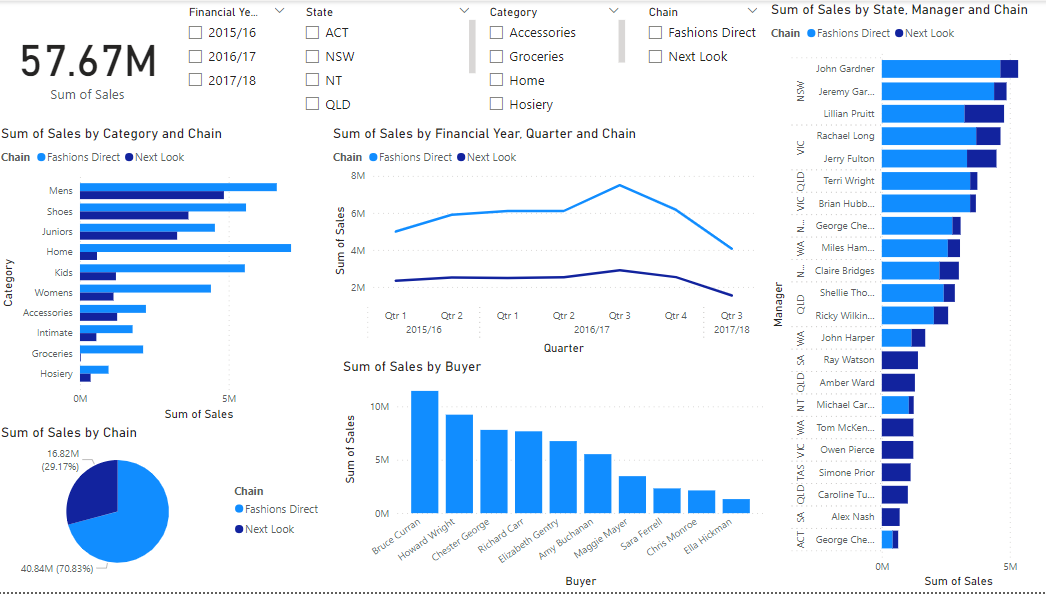 57.67M
Sum of Sales
Financial Ye...
2015/16
2016/17
2017/18
State
ACT
NSW
NT
QLD
Category
Accessories
Groceries
Home
Hosiery
Chain
Fashions Direct
Next Look
Sum of Sales by Category and Chain
Chain Fashions Direct Next Look
Category
Mens
Shoes
Juniors
Home
Kids
Womens
Accessories
Intimate
Groceries
Hosiery
0M 5M
Sum of Sales
Sum of Sales by Chain
16.82M
(29.17%)
40.84M (70.83%)
Chain
Fashions Direct
Next Look
Sum of Sales by Financial Year, Quarter and Chain
Chain Fashions Direct Next Look
Sum of Sales
8M
6M
4M
2M
Qtr 1 Qtr 2 Qtr 1 Qtr 2 Qtr 3 Qtr 4 Qtr 3
2015/16 2016/17 2017/18
Quarter
Sum of Sales by Buyer
Sum of Sales
10M
5M
0M
Bruce Curran
Howard Wright
Chester George
Richard Carr
Elizabeth Gentry
Amy Buchanan
Maggie Mayer
Sara Ferrell
Chris Monroe
Ella Hickman
Buyer
Sum of Sales by State, Manager and Chain
Chain Fashions Direct Next Look
Manager
NSW
John Gardner
Jeremy Gar...
Lillian Pruitt
VIC
Rachael Long
Jerry Fulton
QLD
Terri Wright
VIC
Brian Hubb...
N...
George Che...
WA
Miles Ham...
N...
Claire Bridges
QLD
Shellie Tho...
Ricky Wilkin...
WA
John Harper
SA
Ray Watson
QLD
Amber Ward
NT
Michael Car...
WA
Tom McKen...
VIC
Owen Pierce
TAS
Simone Prior
QLD
Caroline Tu...
SA
Alex Nash
ACT
George Che...
0M 5M
Sum of Sales